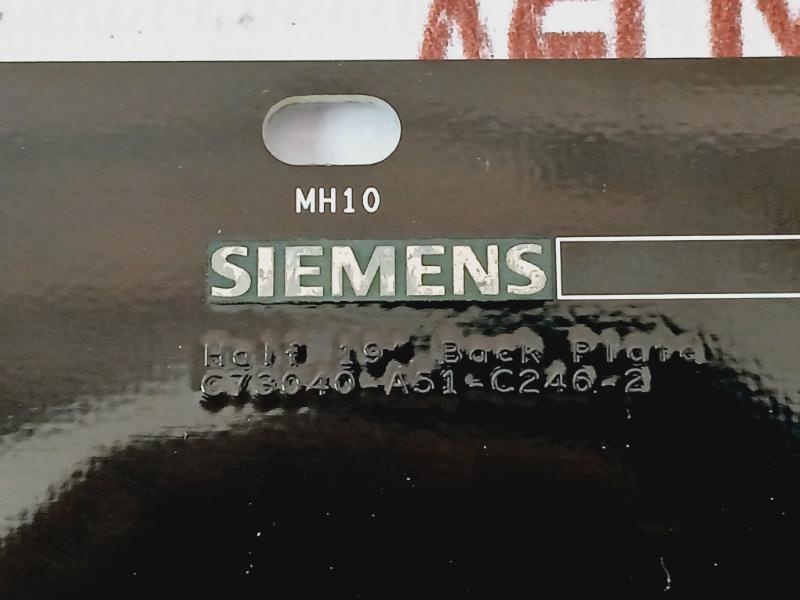 MH10
SIEMENS
Half 19" Back Plate
C73040-A51-C246-2